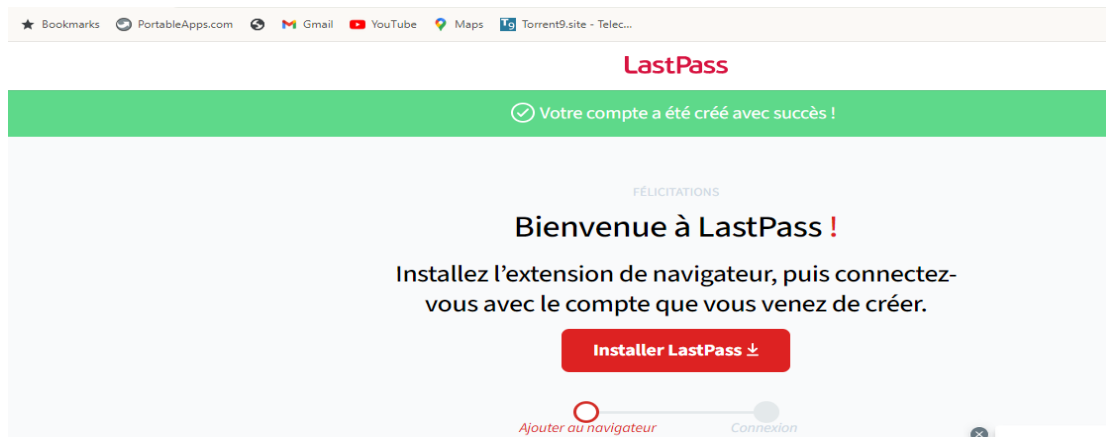 Bookmarks PortableApps.com Gmail YouTube Maps Torrent9.site - Telec...
LastPass
Votre compte a été créé avec succès !
FÉLICITATIONS
Bienvenue à LastPass !
Installez l’extension de navigateur, puis connectez-
vous avec le compte que vous venez de créer.
Installer LastPass
Ajouter au navigateur Connexion